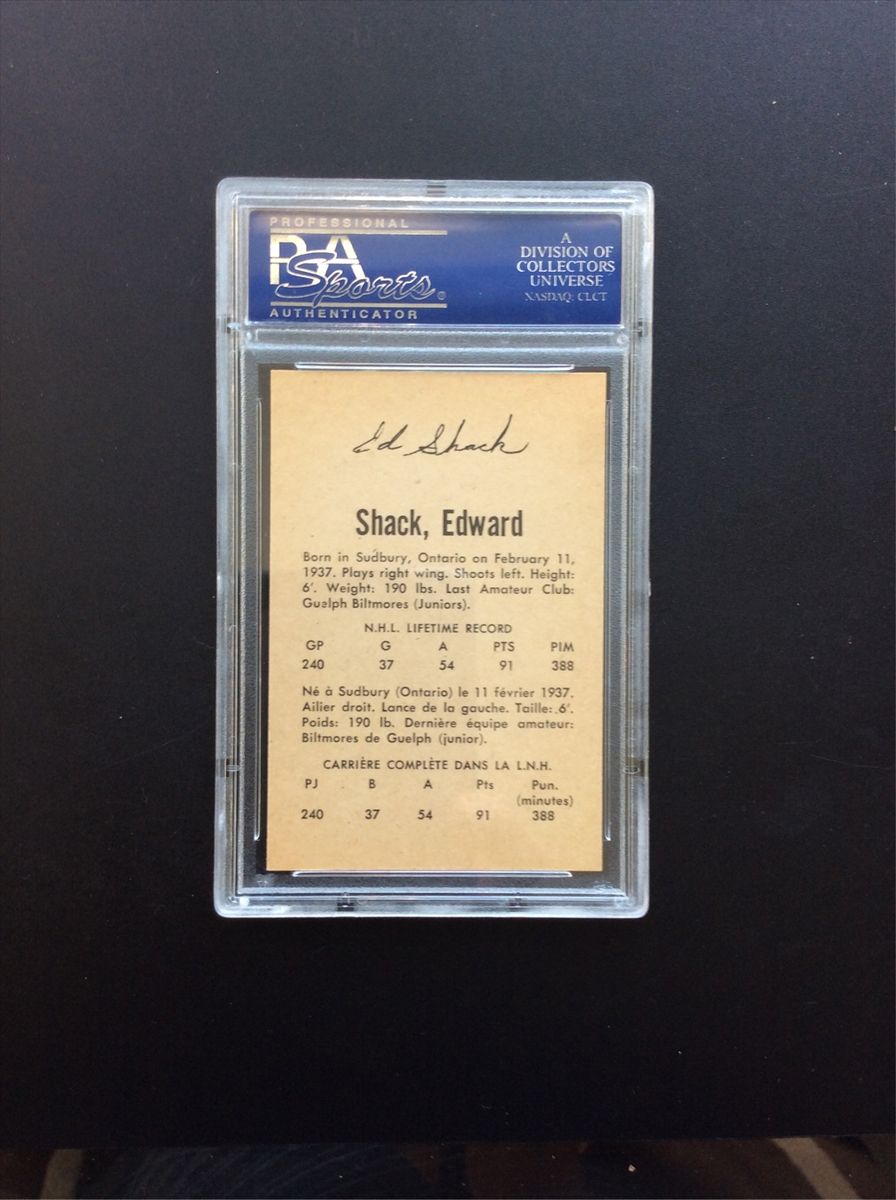 PROFESSIONAL
PSA
Sports®
AUTHENTICATOR
A
DIVISION OF
COLLECTORS
UNIVERSE
NASDAQ: CLCT
Ed Shack
Shack, Edward
Born in Sudbury, Ontario on February 11,
1937. Plays right wing. Shoots left. Height:
6'. Weight: 190 lbs. Last Amateur Club:
Guelph Biltmores (Juniors).
N.H.L. LIFETIME RECORD
GP G A PTS PIM
240 37 54 91 388
Né à Sudbury (Ontario) le 11 février 1937.
Ailier droit. Lance de la gauche. Taille: 6'.
Poids: 190 lb. Dernière équipe amateur:
Biltmores de Guelph (junior).
CARRIÈRE COMPLÈTE DANS LA L.N.H.
PJ B A Pts Pun.
(minutes)
240 37 54 91 388